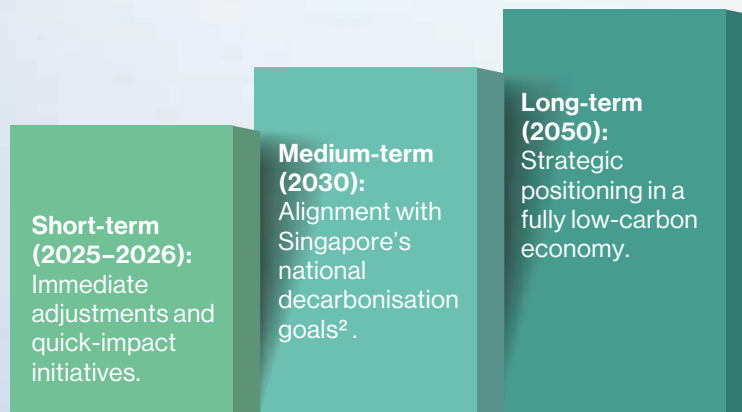 Short-term
(2025–2026):
Immediate
adjustments and
quick-impact
initiatives.
Medium-term
(2030):
Alignment with
Singapore’s
national
decarbonisation
goals² .
Long-term
(2050):
Strategic
positioning in a
fully low-carbon
economy.